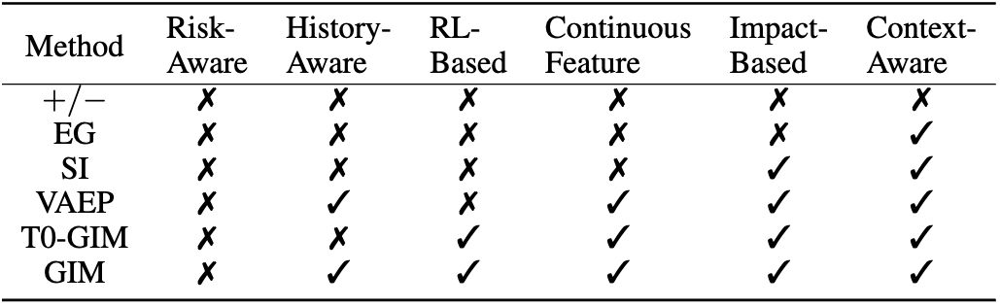 Method Risk-Aware History-Aware RL-Based Continuous Feature Impact-Based Context-Aware
+/− ✗ ✗ ✗ ✗ ✗ ✗
EG ✗ ✗ ✗ ✗ ✗ ✓
SI ✗ ✗ ✗ ✗ ✓ ✓
VAEP ✗ ✓ ✗ ✓ ✓ ✓
T0-GIM ✗ ✗ ✓ ✓ ✓ ✓
GIM ✗ ✓ ✓ ✓ ✓ ✓